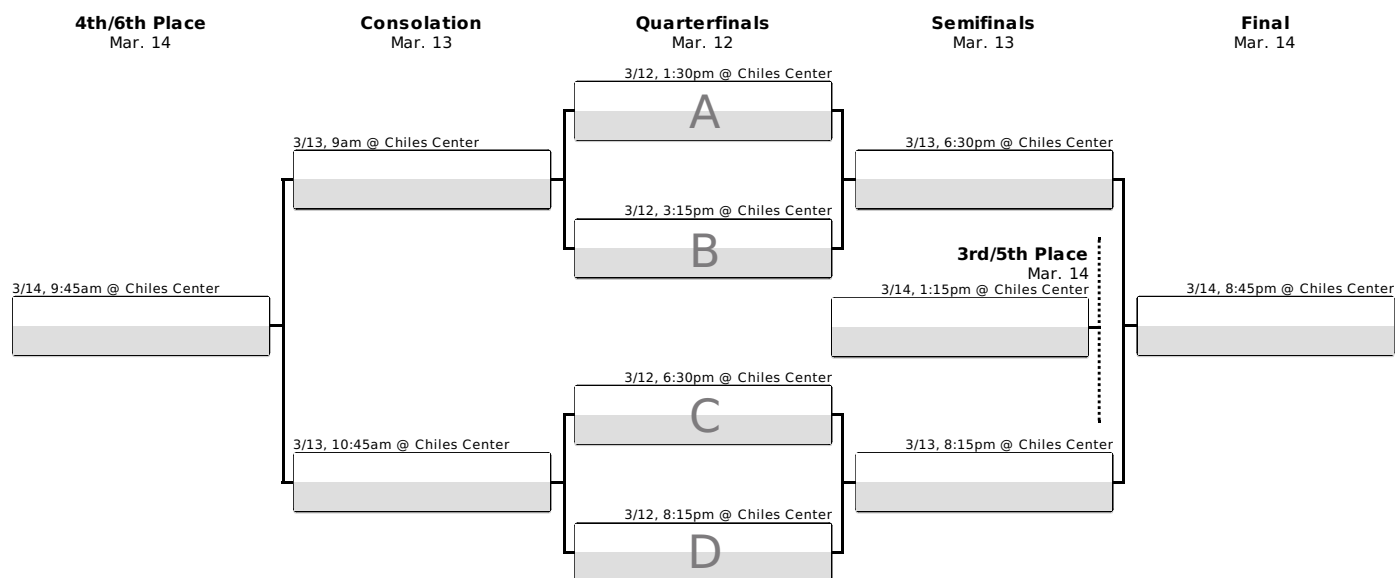 4th/6th Place
Mar. 14
Consolation
Mar. 13
Quarterfinals
Mar. 12
Semifinals
Mar. 13
Final
Mar. 14
3/12, 1:30pm @ Chiles Center
A
3/13, 9am @ Chiles Center
3/13, 6:30pm @ Chiles Center
3/12, 3:15pm @ Chiles Center
B
3rd/5th Place
Mar. 14
3/14, 9:45am @ Chiles Center
3/14, 1:15pm @ Chiles Center
3/14, 8:45pm @ Chiles Center
3/12, 6:30pm @ Chiles Center
C
3/13, 10:45am @ Chiles Center
3/13, 8:15pm @ Chiles Center
3/12, 8:15pm @ Chiles Center
D